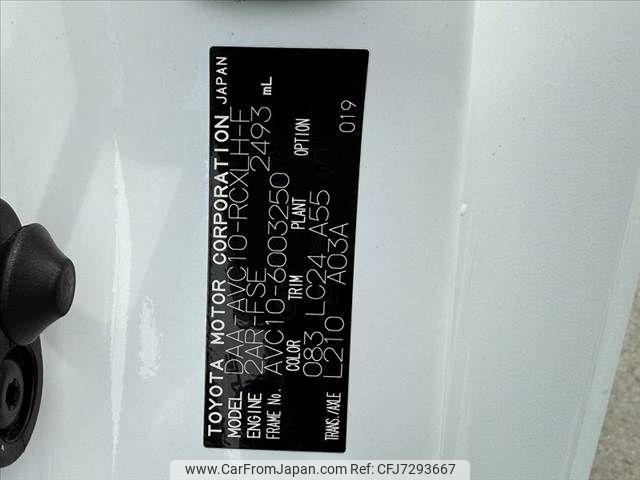 TOYOTA MOTOR CORPORATION JAPAN
MODEL DAA-AVC10-RCXLH-E
ENGINE 2AR-FSE 2493 mL
FRAME No. AVC10-6003250
COLOR TRIM PLANT OPTION
083 LC24 A55 019
TRANS./AXLE L210 A03A
www.CarFromJapan.com © CFJ7293667